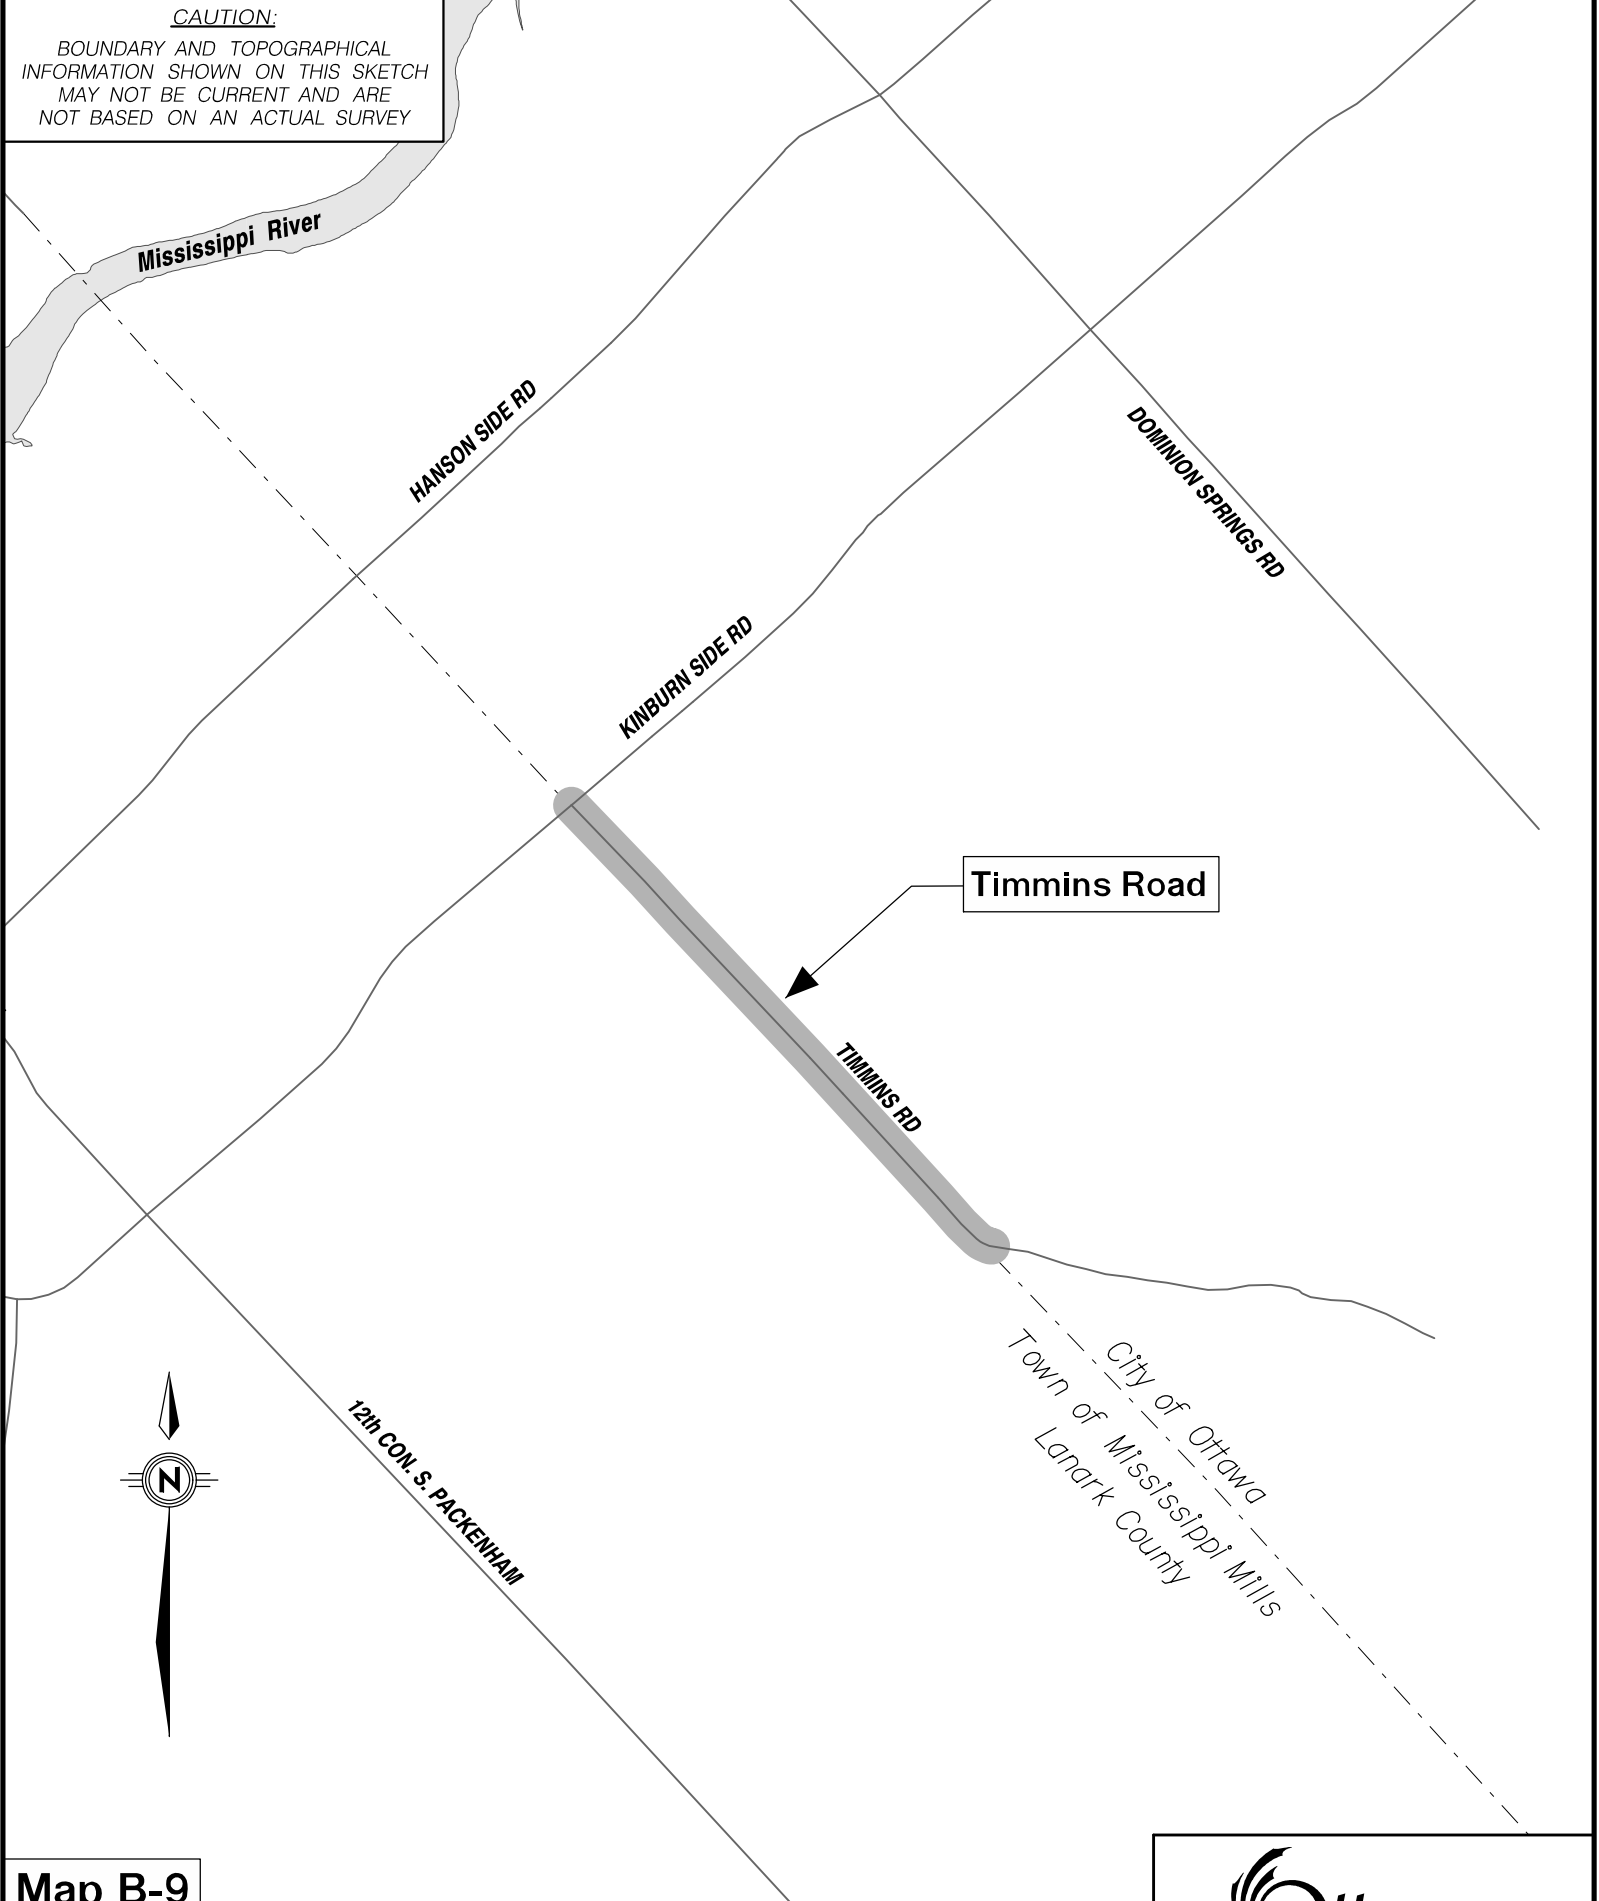 CAUTION:
BOUNDARY AND TOPOGRAPHICAL
INFORMATION SHOWN ON THIS SKETCH
MAY NOT BE CURRENT AND ARE
NOT BASED ON AN ACTUAL SURVEY
Mississippi River
HANSON SIDE RD
DOMINION SPRINGS RD
KINBURN SIDE RD
Timmins Road
TIMMINS RD
City of Ottawa
Town of Mississippi Mills
Lanark County
12th CON. S. PACKENHAM
N
Map B-9